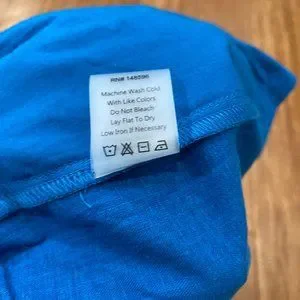 RN# 148596
Machine Wash Cold
With Like Colors
Do Not Bleach
Lay Flat To Dry
Low Iron If Necessary